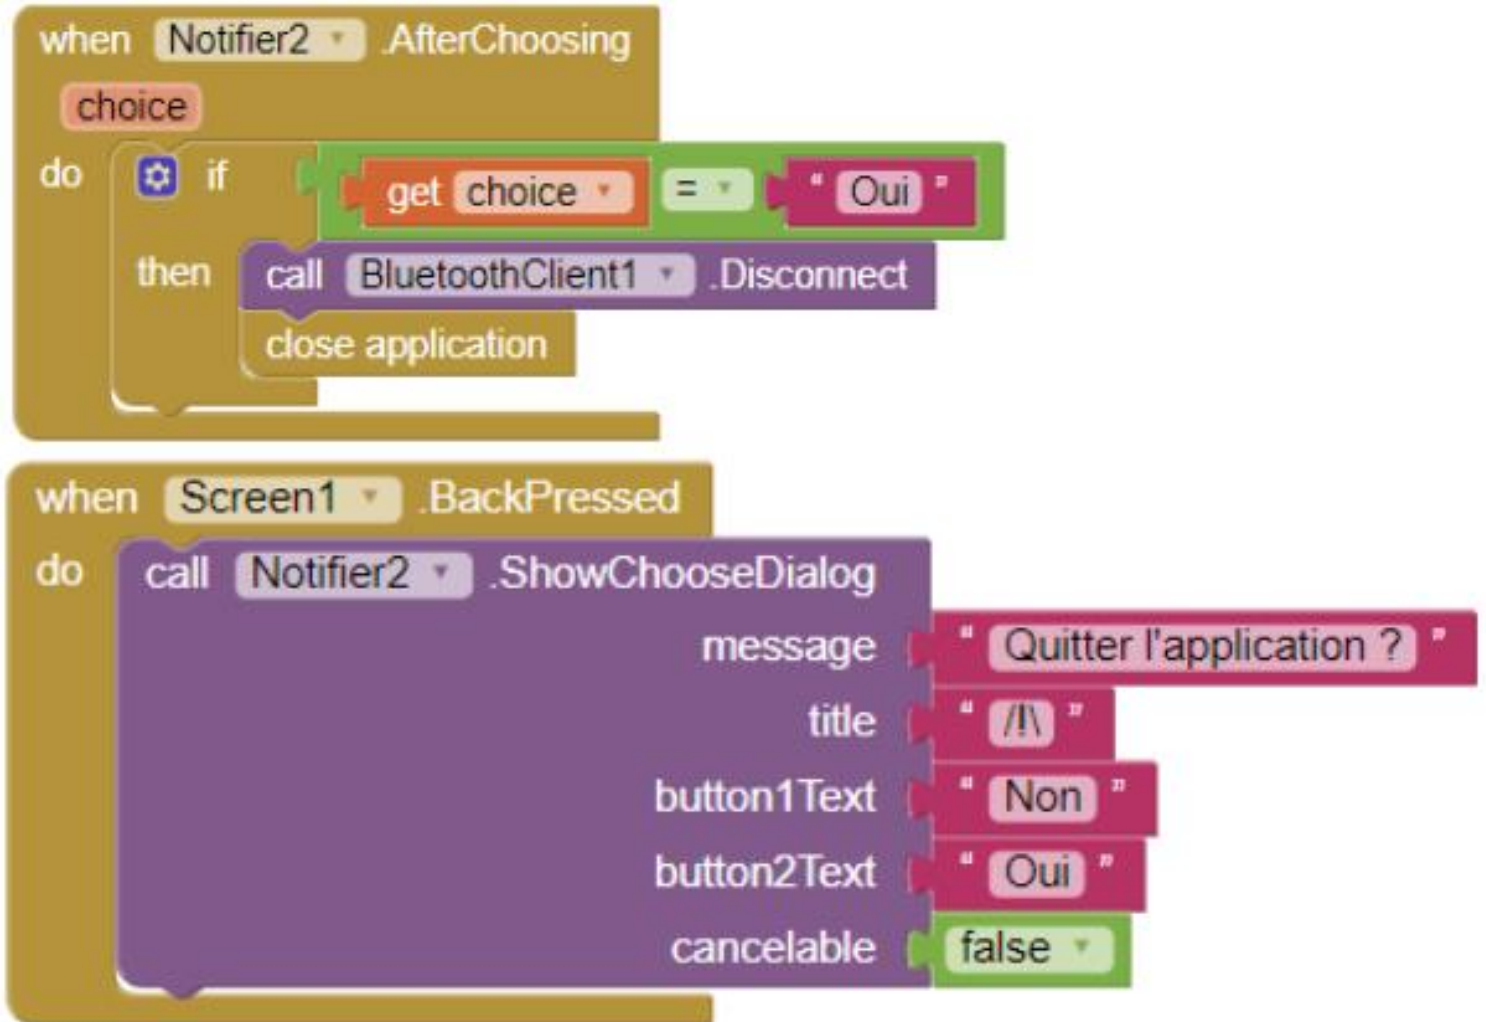 when Notifier2 .AfterChoosing
choice
do if get choice = " Oui "
then call BluetoothClient1 .Disconnect
close application
when Screen1 .BackPressed
do call Notifier2 .ShowChooseDialog
message " Quitter l'application ? "
title " /!\ "
button1Text " Non "
button2Text " Oui "
cancelable false